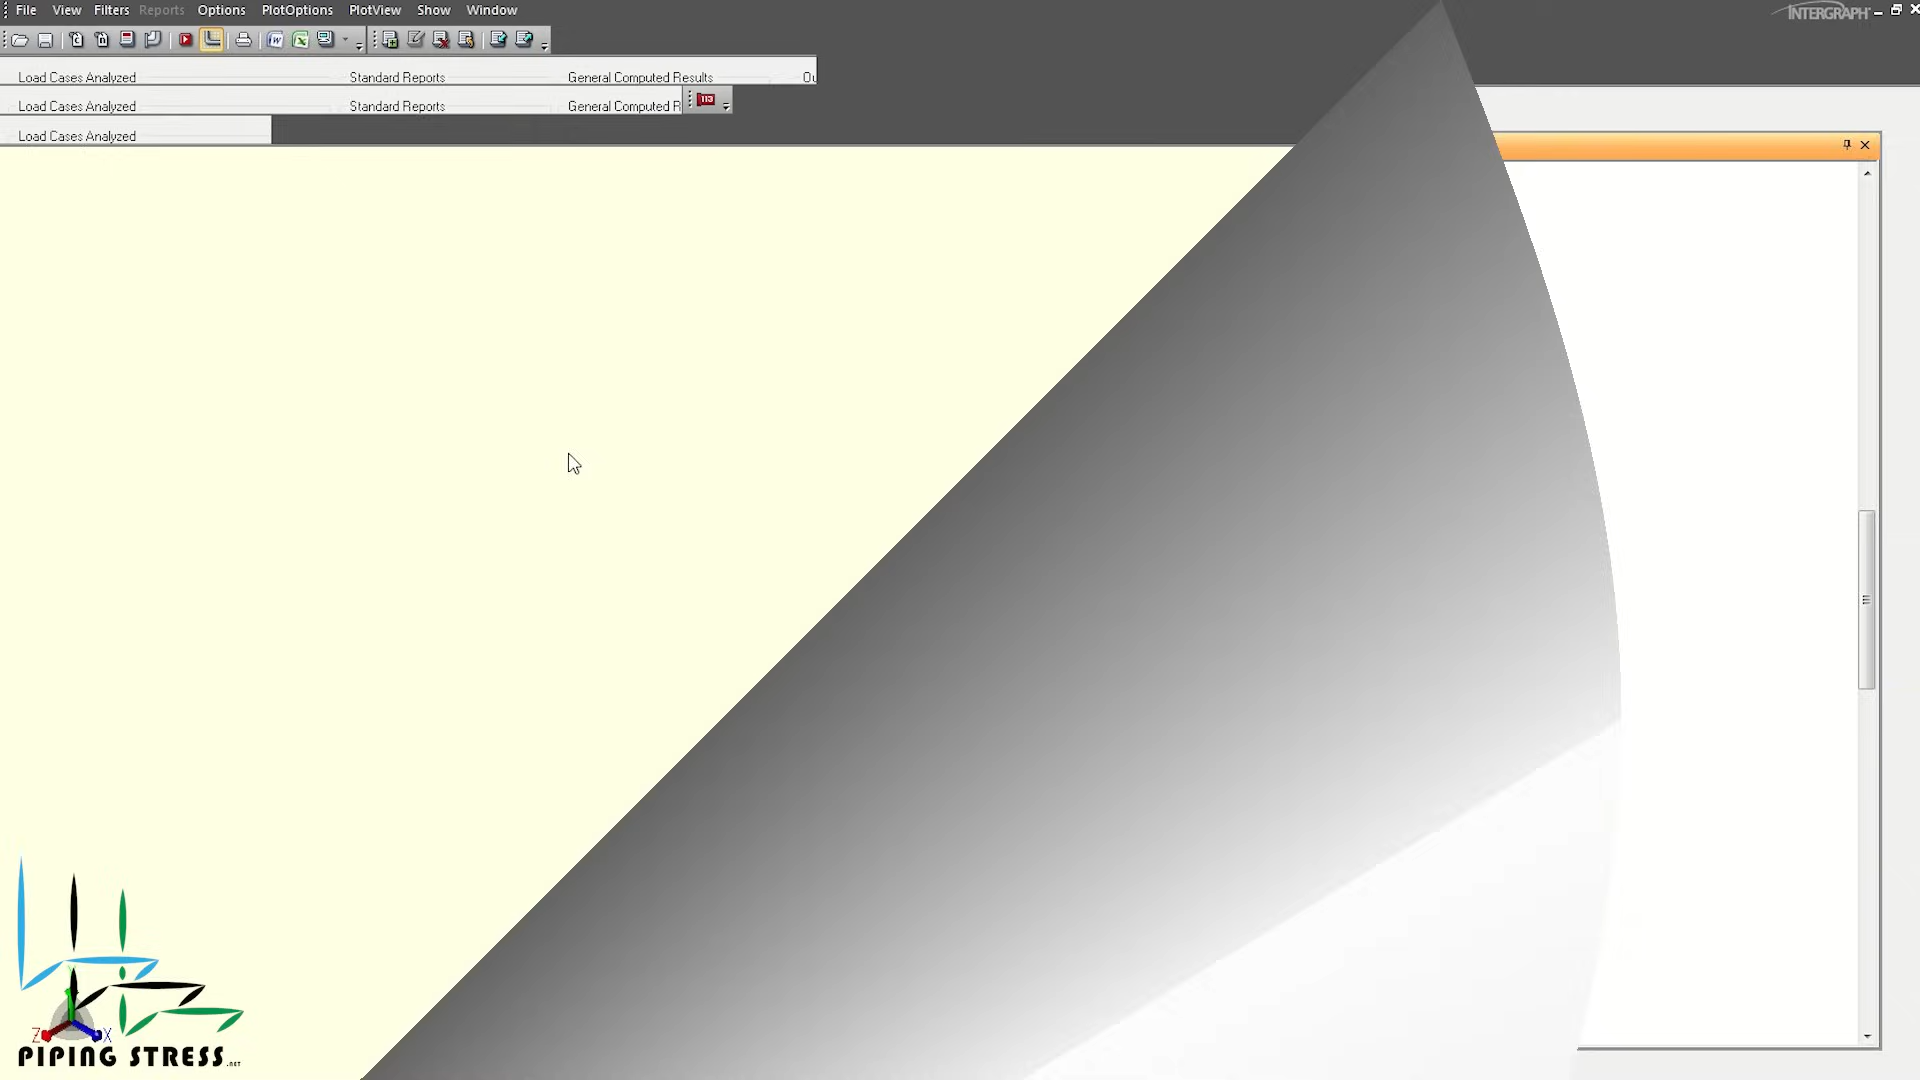 File View Filters Reports Options PlotOptions PlotView Show Window
INTERGRAPH
Load Cases Analyzed Standard Reports General Computed Results
Load Cases Analyzed Standard Reports General Computed R
Load Cases Analyzed
Z X
PIPING STRESS.NET